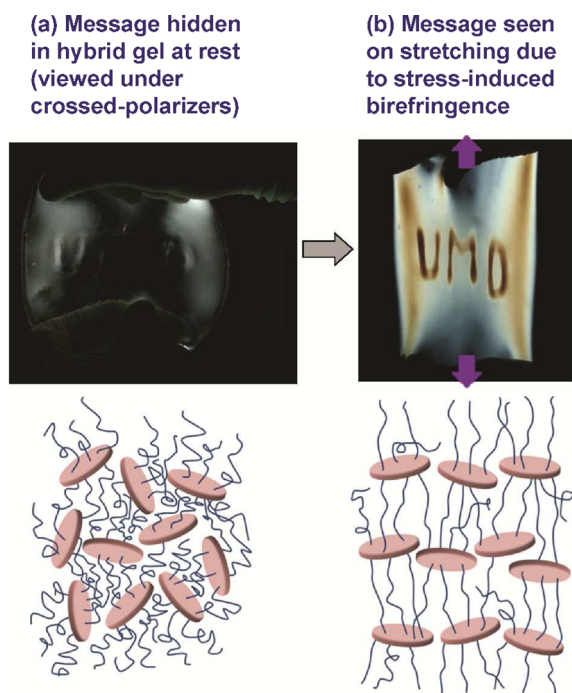 (a) Message hidden
in hybrid gel at rest
(viewed under
crossed-polarizers)
(b) Message seen
on stretching due
to stress-induced
birefringence
UMD